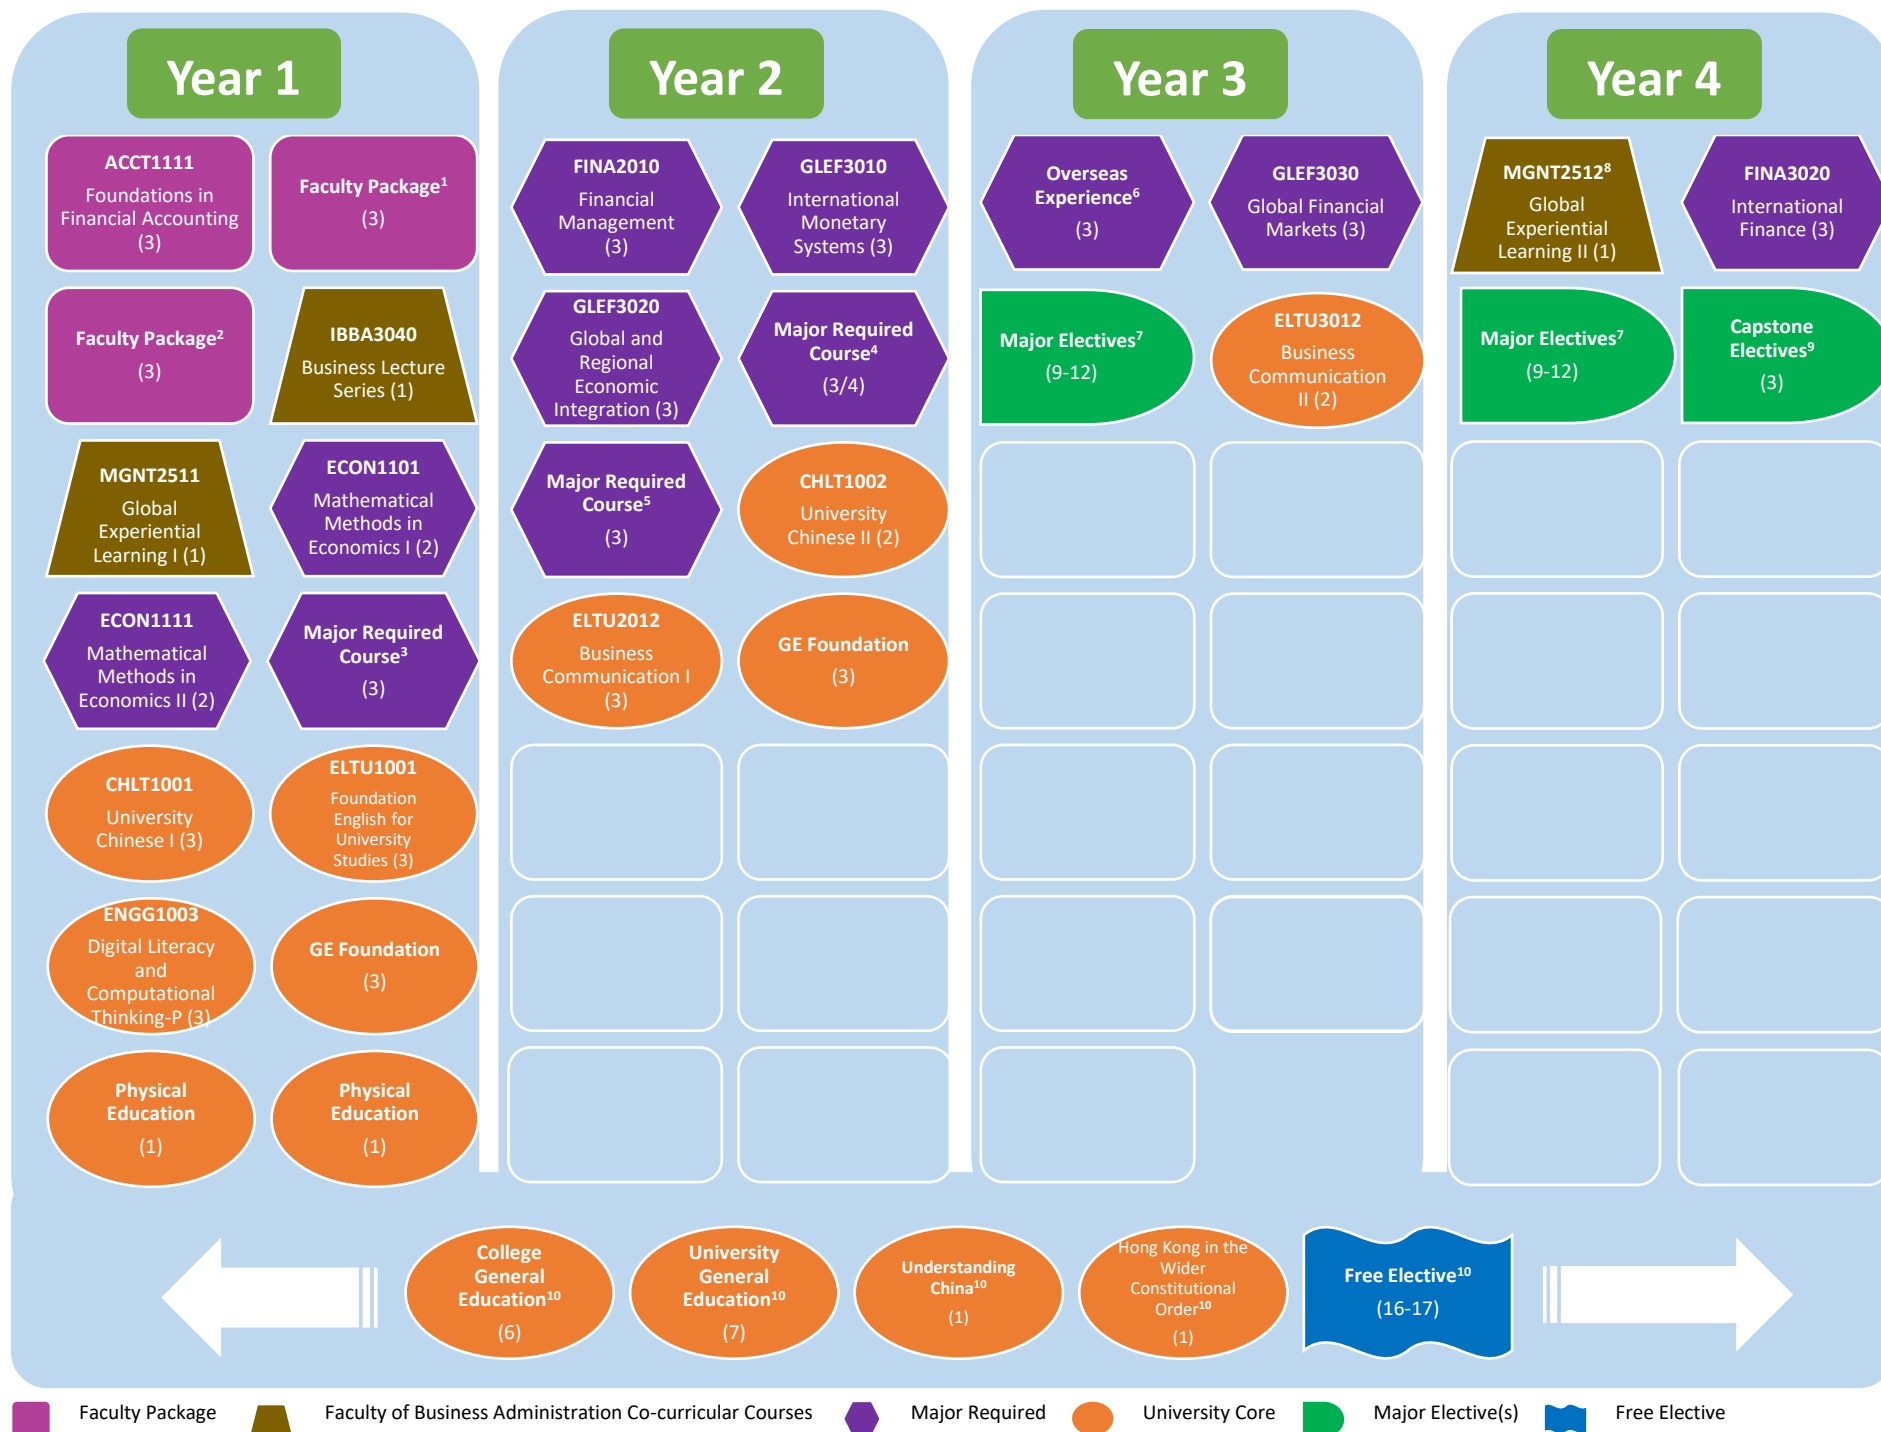 Year 1
ACCT1111
Foundations in
Financial Accounting
(3)
Faculty Package¹
(3)
Faculty Package²
(3)
IBBA3040
Business Lecture
Series (1)
MGNT2511
Global
Experiential
Learning I (1)
ECON1101
Mathematical
Methods in
Economics I (2)
ECON1111
Mathematical
Methods in
Economics II (2)
Major Required
Course³
(3)
CHLT1001
University
Chinese I (3)
ELTU1001
Foundation
English for
University
Studies (3)
ENGG1003
Digital Literacy
and
Computational
Thinking-P (3)
GE Foundation
(3)
Physical
Education
(1)
Physical
Education
(1)
Year 2
FINA2010
Financial
Management
(3)
GLEF3010
International
Monetary
Systems (3)
GLEF3020
Global and
Regional
Economic
Integration (3)
Major Required
Course⁴
(3/4)
Major Required
Course⁵
(3)
CHLT1002
University
Chinese II (2)
ELTU2012
Business
Communication I
(3)
GE Foundation
(3)
Year 3
Overseas
Experience⁶
(3)
GLEF3030
Global Financial
Markets (3)
Major Electives⁷
(9-12)
ELTU3012
Business
Communication
II (2)
Year 4
MGNT2512⁸
Global
Experiential
Learning II (1)
FINA3020
International
Finance (3)
Major Electives⁷
(9-12)
Capstone
Electives⁹
(3)
College
General
Education¹⁰
(6)
University
General
Education¹⁰
(7)
Understanding
China¹⁰
(1)
Hong Kong in the
Wider
Constitutional
Order¹⁰
(1)
Free Elective¹⁰
(16-17)
Faculty Package
Faculty of Business Administration Co-curricular Courses
Major Required
University Core
Major Elective(s)
Free Elective